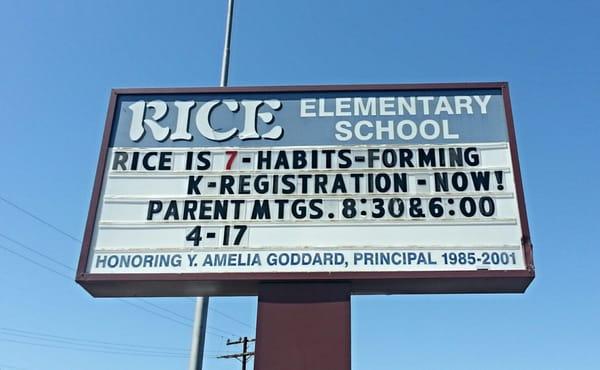 RICE ELEMENTARY
SCHOOL
RICE IS 7-HABITS-FORMING
K-REGISTRATION-NOW!
PARENT MTGS. 8:30&6:00
4-17
HONORING Y. AMELIA GODDARD, PRINCIPAL 1985-2001